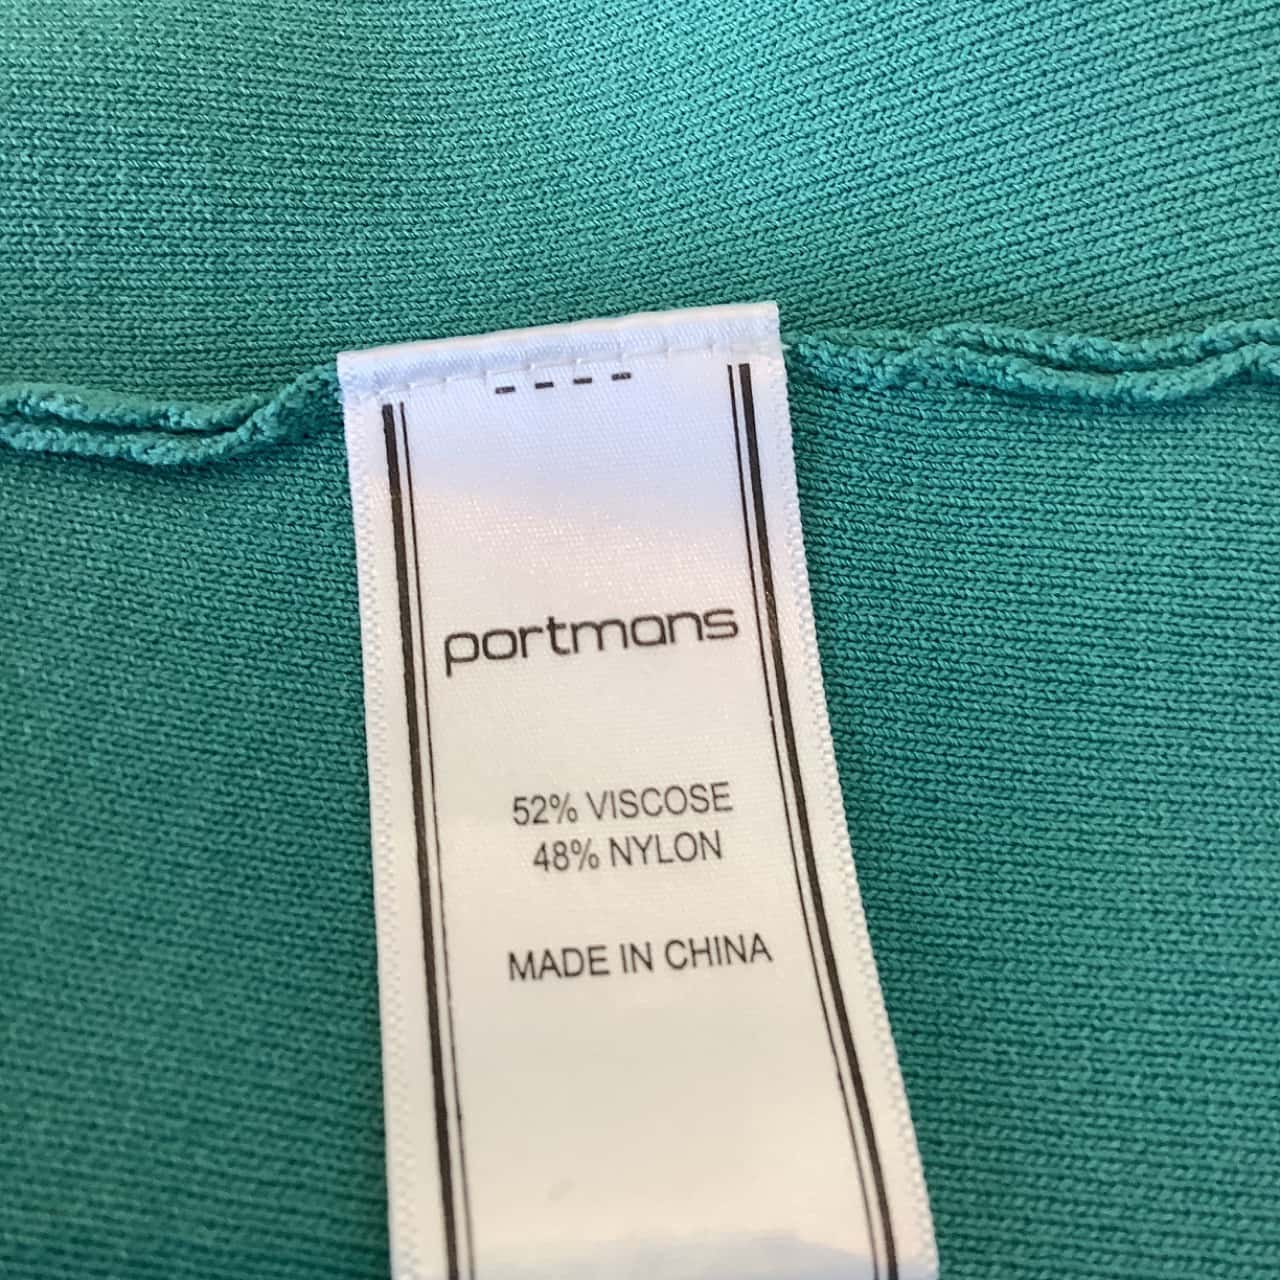 portmans
52% VISCOSE
48% NYLON
MADE IN CHINA